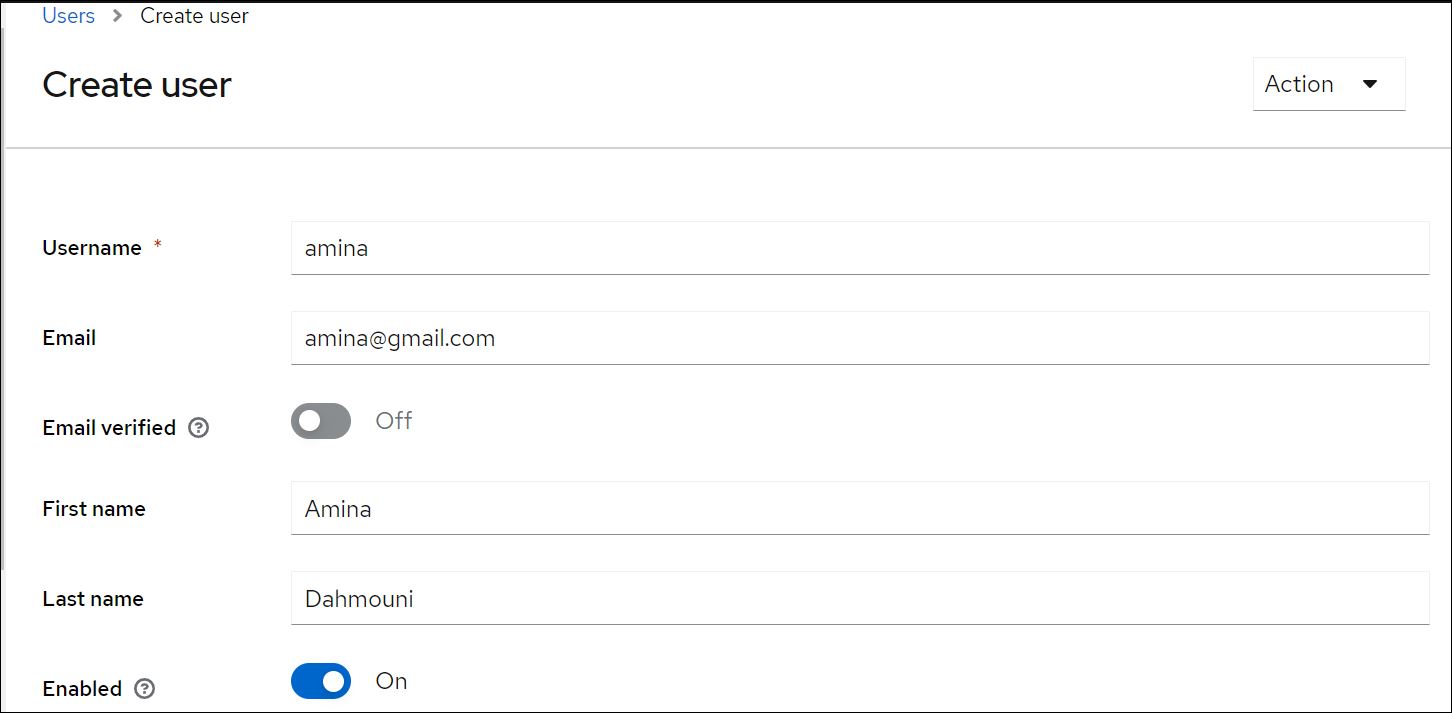 Users > Create user
Create user
Action
Username *
amina
Email
amina@gmail.com
Email verified
Off
First name
Amina
Last name
Dahmouni
Enabled
On